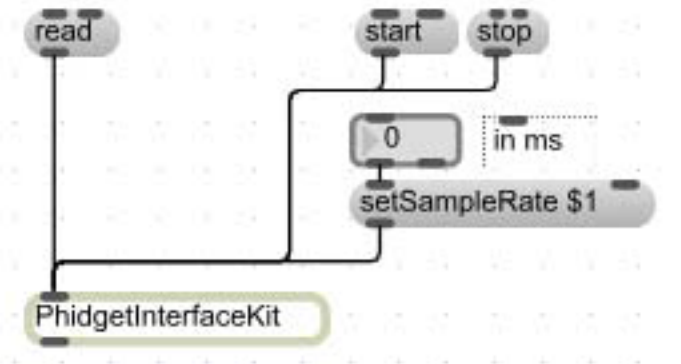 read
start
stop
0
in ms
setSampleRate $1
PhidgetInterfaceKit